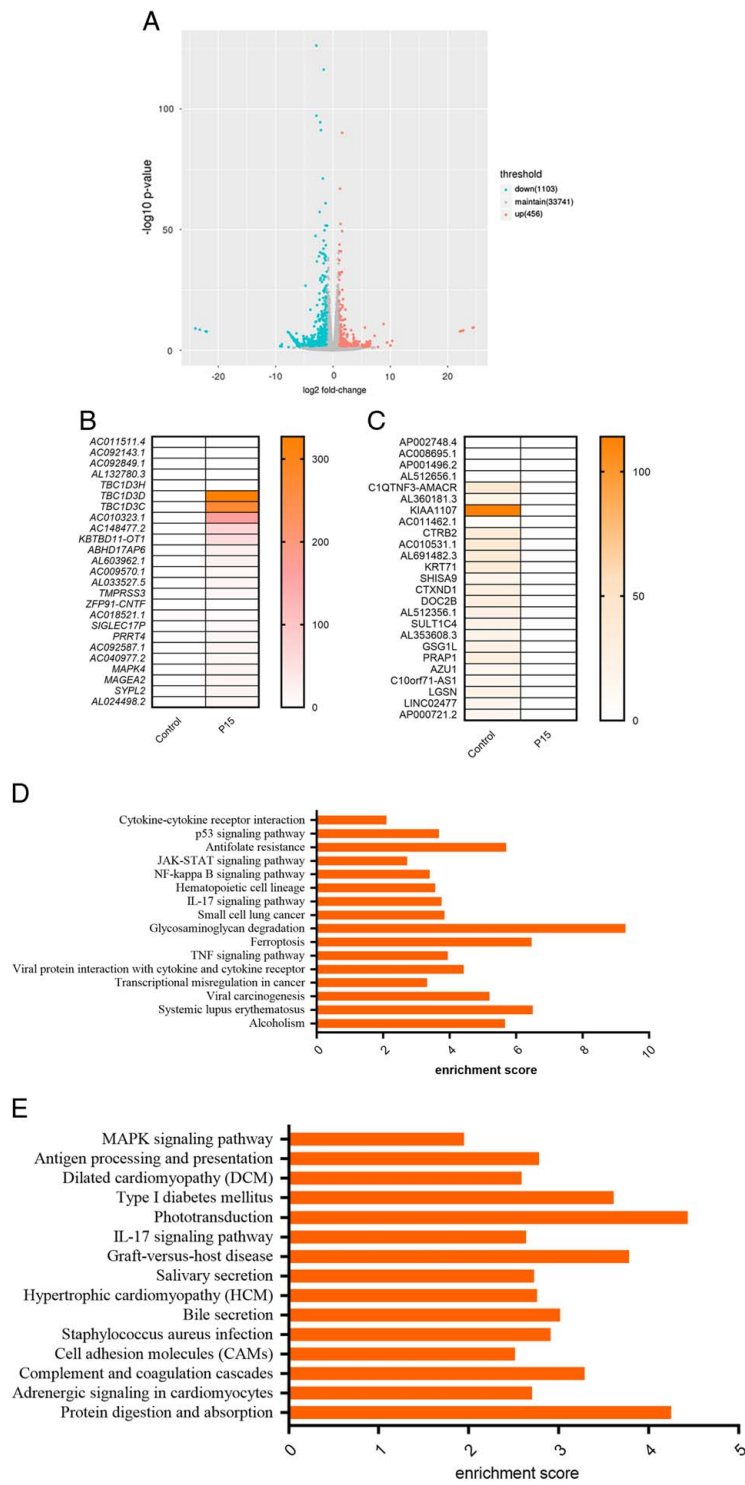 A
-log10 p-value
100
50
0
-20
-10
0
10
20
log2 fold-change
threshold
down(1103)
maintain(33741)
up(456)
B
AC011511.4
AC092143.1
AC092849.1
AL132780.3
TBC1D3H
TBC1D3D
TBC1D3C
AC010323.1
AC148477.2
KBTBD11-OT1
ABHD17AP6
AL603962.1
AC009570.1
AL033527.5
TMPRSS3
ZFP91-CNTF
AC018521.1
SIGLEC17P
PRRT4
AC092587.1
AC040977.2
MAPK4
MAGEA2
SYPL2
AL024498.2
Control
P15
300
200
100
0
C
AP002748.4
AC008695.1
AP001496.2
AL512656.1
C1QTNF3-AMACR
AL360181.3
KIAA1107
AC011462.1
CTRB2
AC010531.1
AL691482.3
KRT71
SHISA9
CTXND1
DOC2B
AL512356.1
SULT1C4
AL353608.3
GSG1L
PRAP1
AZU1
C10orf71-AS1
LGSN
LINC02477
AP000721.2
Control
P15
100
50
0
D
Cytokine-cytokine receptor interaction
p53 signaling pathway
Antifolate resistance
JAK-STAT signaling pathway
NF-kappa B signaling pathway
Hematopoietic cell lineage
IL-17 signaling pathway
Small cell lung cancer
Glycosaminoglycan degradation
Ferroptosis
TNF signaling pathway
Viral protein interaction with cytokine and cytokine receptor
Transcriptional misregulation in cancer
Viral carcinogenesis
Systemic lupus erythematosus
Alcoholism
0
2
4
6
8
10
enrichment score
E
MAPK signaling pathway
Antigen processing and presentation
Dilated cardiomyopathy (DCM)
Type I diabetes mellitus
Phototransduction
IL-17 signaling pathway
Graft-versus-host disease
Salivary secretion
Hypertrophic cardiomyopathy (HCM)
Bile secretion
Staphylococcus aureus infection
Cell adhesion molecules (CAMs)
Complement and coagulation cascades
Adrenergic signaling in cardiomyocytes
Protein digestion and absorption
0
1
2
3
4
5
enrichment score